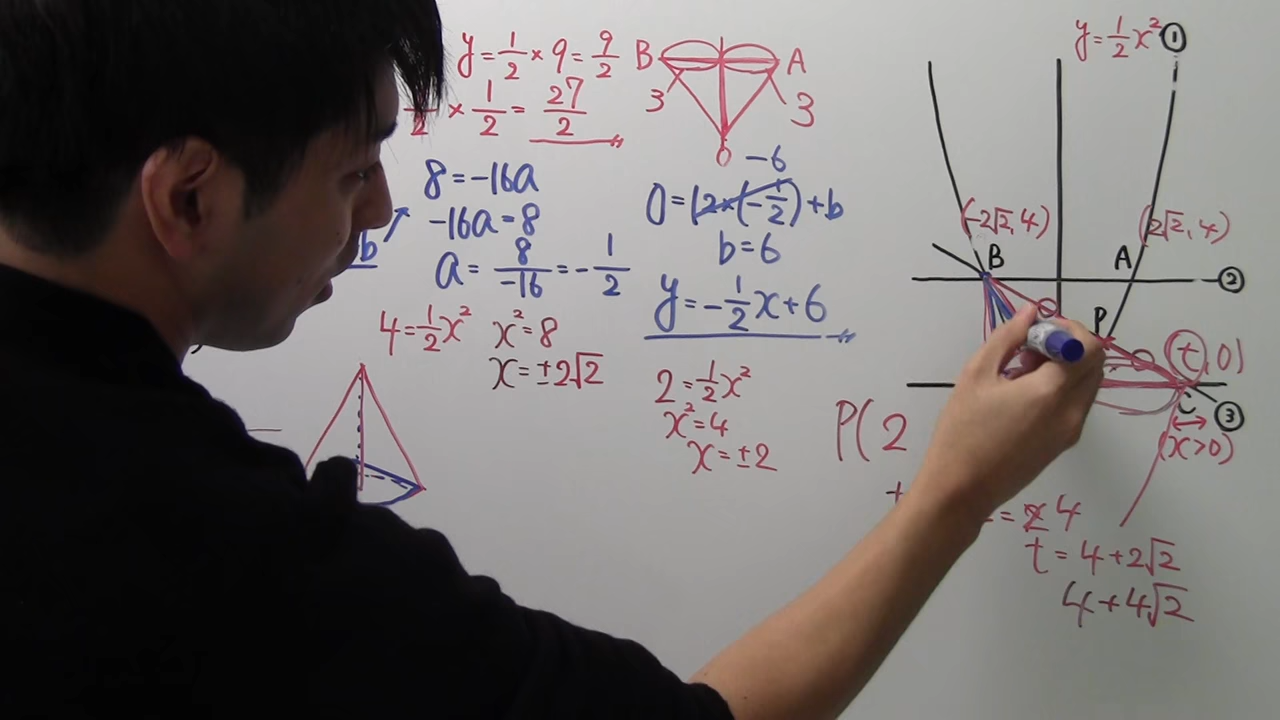 y=1/2×9=9/2
×1/2=27/2
B A
3 3
O
8=-16a
-16a=8
b
a=8/-16=-1/2
-6
0=12×(-1/2)+b
b=6
y=-1/2x+6
4=1/2x² x²=8
x=±2√2
2=1/2x²
x²=4
x=±2
y=1/2x² ①
(-2√2,4) (2√2,4)
B A ②
P
(t,0)
C ③
(x>0)
P(2
=4
t=4+2√2
4+4√2